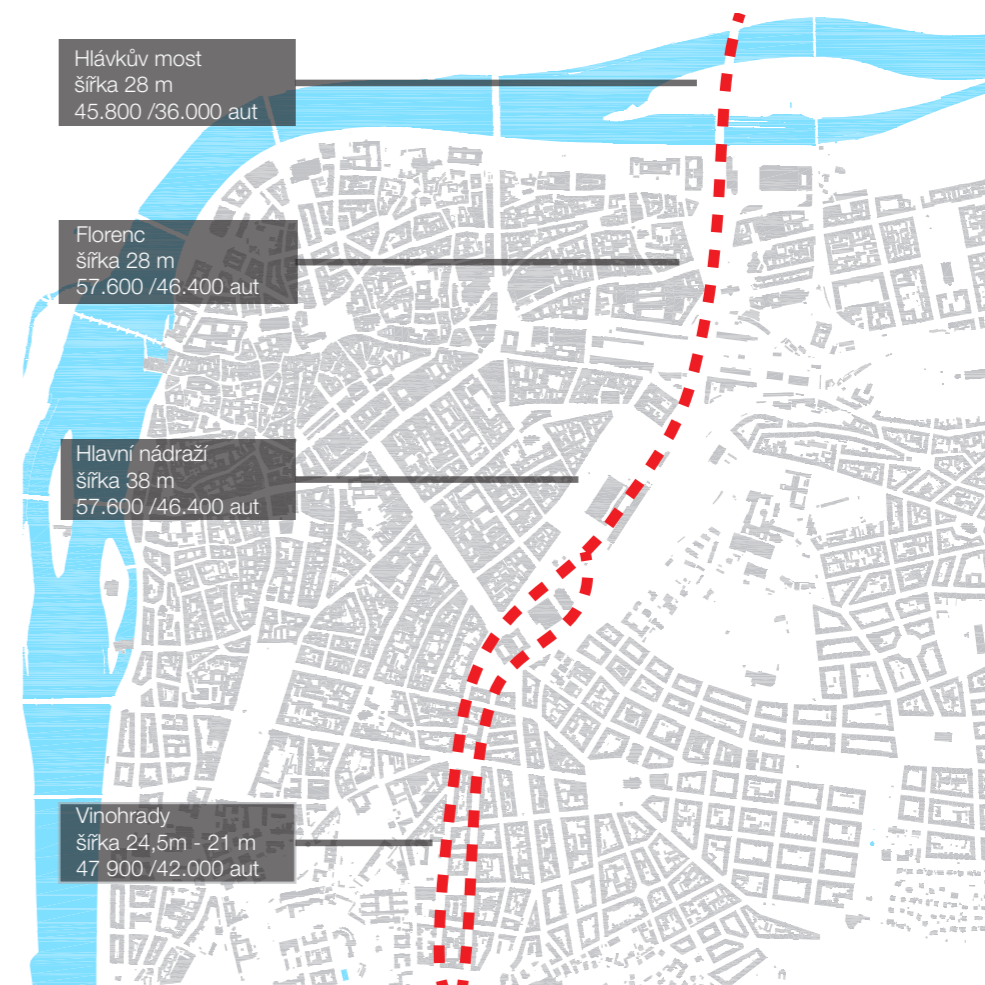 Hlávkův most
šířka 28 m
45.800 /36.000 aut
Florenc
šířka 28 m
57.600 /46.400 aut
Hlavní nádraží
šířka 38 m
57.600 /46.400 aut
Vinohrady
šířka 24,5m - 21 m
47 900 /42.000 aut